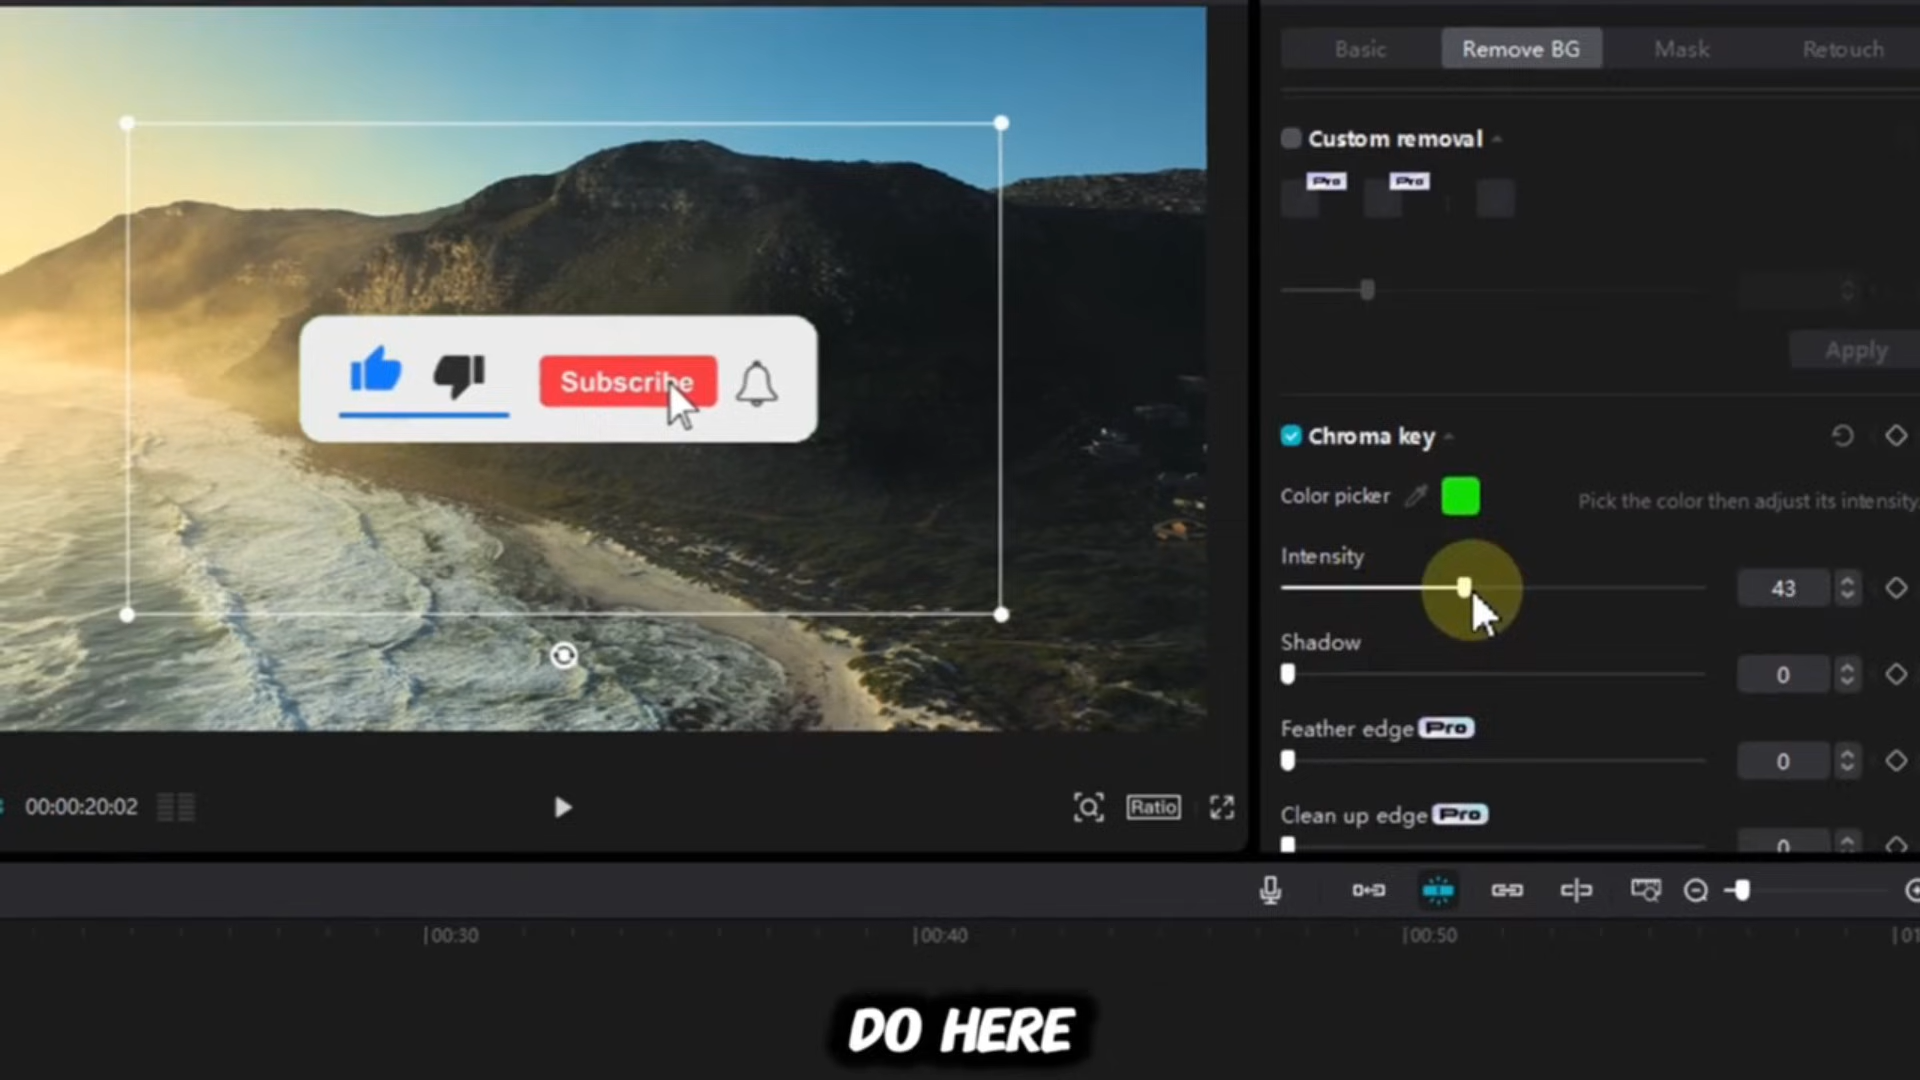 Basic
Remove BG
Mask
Retouch
Custom removal
Pro
Pro
Apply
Subscribe
Chroma key
Color picker
Pick the color then adjust its intensity.
Intensity
43
Shadow
0
Feather edge Pro
0
Clean up edge Pro
0
00:00:20:02
Ratio
00:30
00:40
00:50
DO HERE